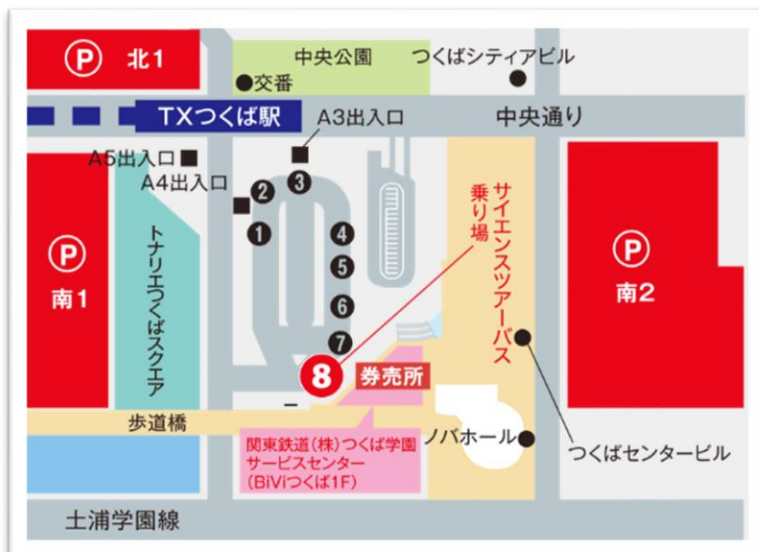 P 北1
中央公園
つくばシティアビル
交番
TXつくば駅
A3出入口
中央通り
A5出入口
A4出入口
2
3
1
4
5
6
7
8
サイエンスツアーバス
乗り場
P
南1
トナリエつくばスクエア
P
南2
券売所
歩道橋
関東鉄道(株)つくば学園
サービスセンター
(BiViつくば1F)
ノバホール
つくばセンタービル
土浦学園線